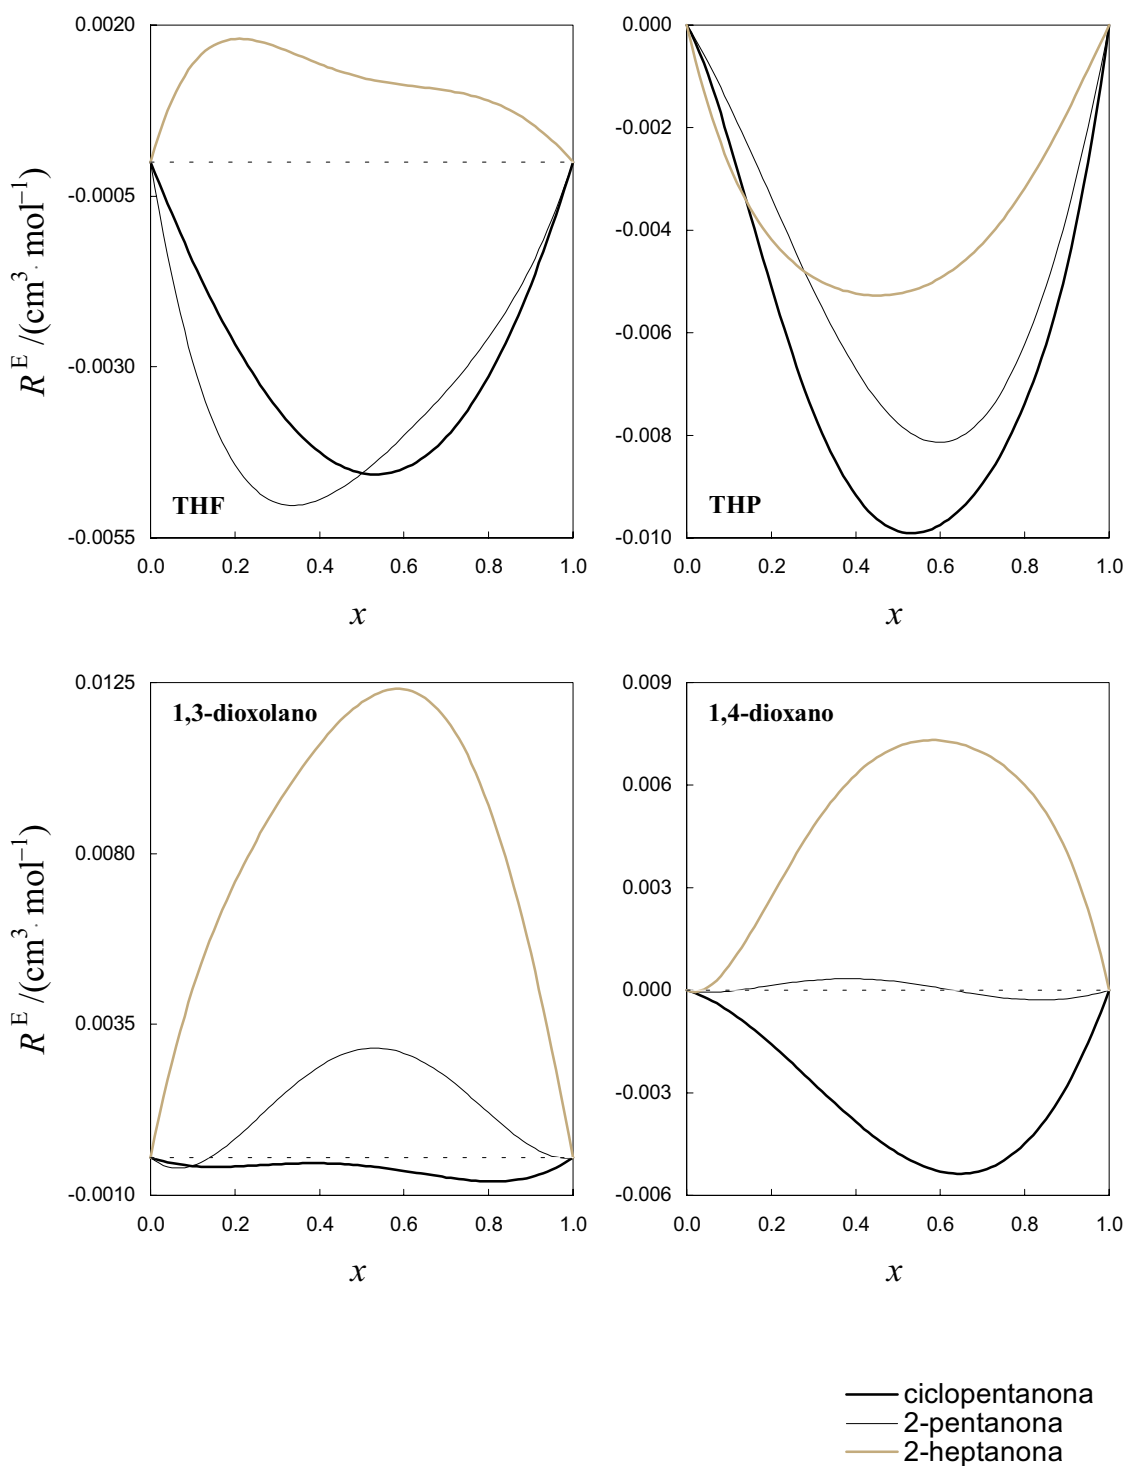 0.0020
-0.0005
-0.0030
-0.0055
R E /(cm3 · mol−1)
THF
0.0 0.2 0.4 0.6 0.8 1.0
x
0.000
-0.002
-0.004
-0.006
-0.008
-0.010
THP
0.0 0.2 0.4 0.6 0.8 1.0
x
0.0125
0.0080
0.0035
-0.0010
R E /(cm3 · mol−1)
1,3-dioxolano
0.0 0.2 0.4 0.6 0.8 1.0
x
0.009
0.006
0.003
0.000
-0.003
-0.006
1,4-dioxano
0.0 0.2 0.4 0.6 0.8 1.0
x
ciclopentanona
2-pentanona
2-heptanona